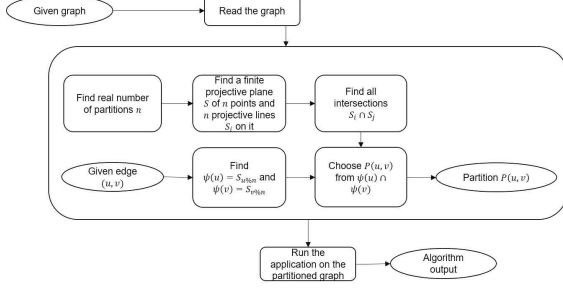 Given graph
Read the graph
Find real number
of partitions n
Find a finite
projective plane
S of n points and
n projective lines
S_i on it
Find all
intersections
S_i ∩ S_j
Given edge
(u, v)
Find
ψ(u) = S_{u%n} and
ψ(v) = S_{v%n}
Choose P(u, v)
from ψ(u) ∩
ψ(v)
Partition P(u, v)
Run the
application on the
partitioned graph
Algorithm
output